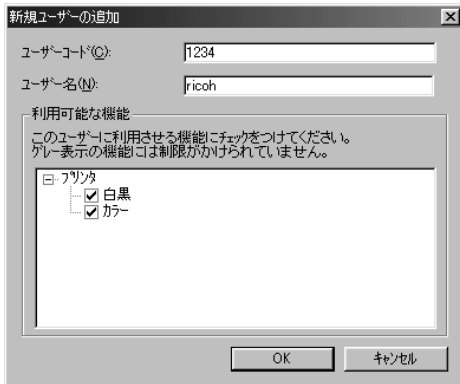 新規ユーザーの追加
ユーザーコード(C):
1234
ユーザー名(N):
ricoh
利用可能な機能
このユーザーに利用させる機能にチェックをつけてください。
グレー表示の機能には制限がかけられていません。
プリンタ
白黒
カラー
OK
キャンセル